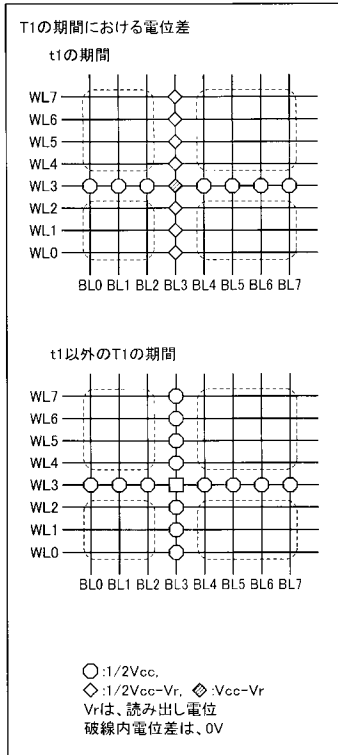 T1の期間における電位差
t1の期間
WL7
WL6
WL5
WL4
WL3
WL2
WL1
WL0
BL0 BL1 BL2 BL3 BL4 BL5 BL6 BL7
t1以外のT1の期間
WL7
WL6
WL5
WL4
WL3
WL2
WL1
WL0
BL0 BL1 BL2 BL3 BL4 BL5 BL6 BL7
:1/2Vcc,
:1/2Vcc-Vr, :Vcc-Vr
Vrは、読み出し電位
破線内電位差は、0V